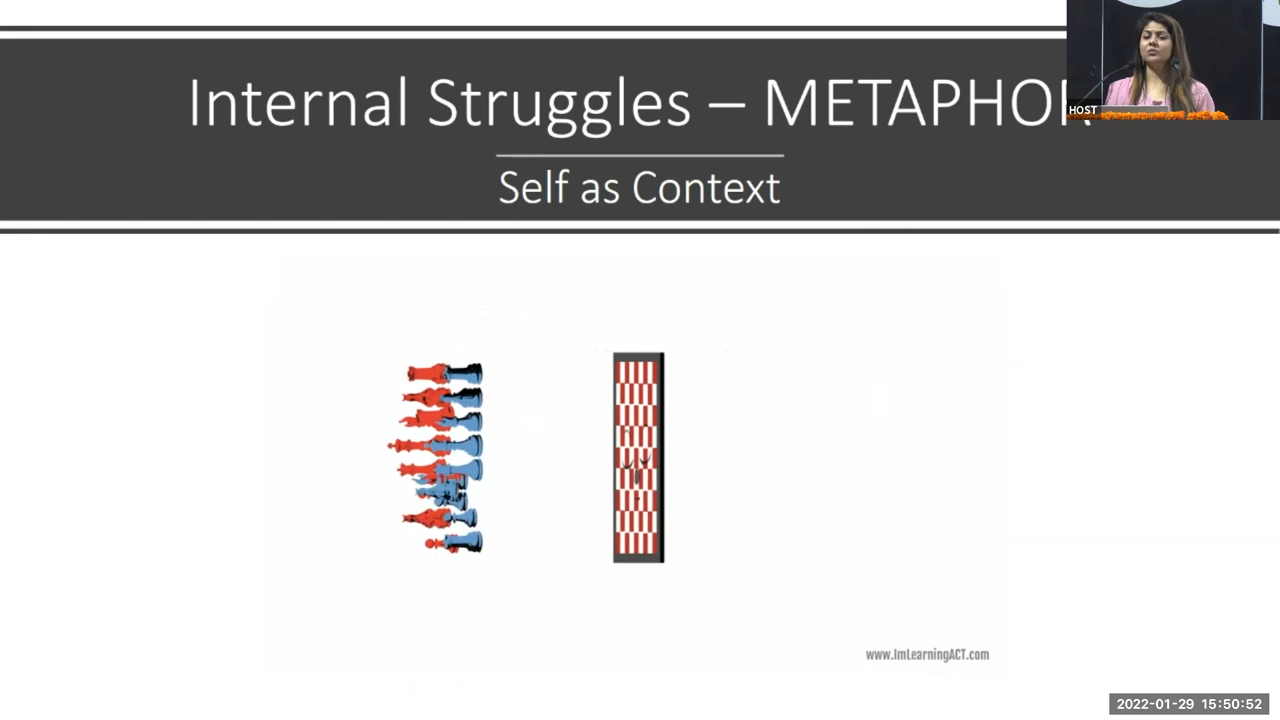 Internal Struggles – METAPHOR
HOST
Self as Context
www.ImLearningACT.com
2022-01-29 15:50:52